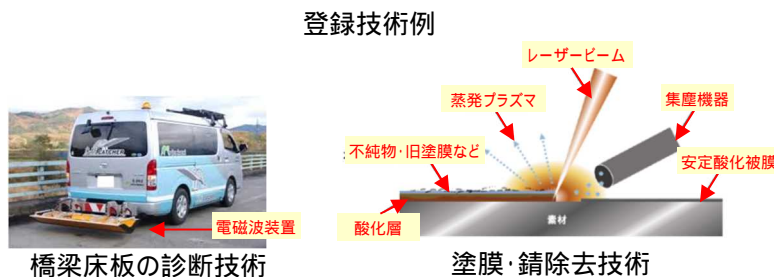 登録技術例
レーザービーム
蒸発プラズマ
集塵機器
不純物・旧塗膜など
安定酸化被膜
電磁波装置
酸化層
素材
橋梁床板の診断技術
塗膜・錆除去技術